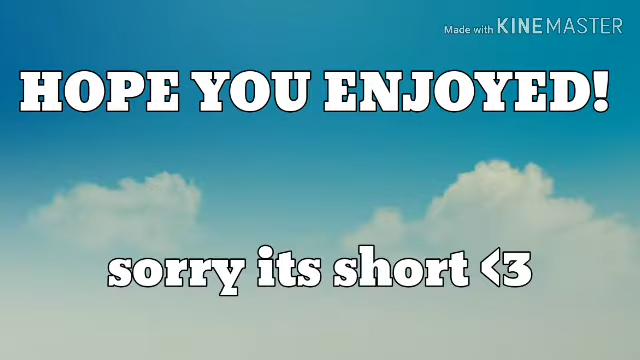 Made with KINEMASTER
HOPE YOU ENJOYED!
sorry its short <3